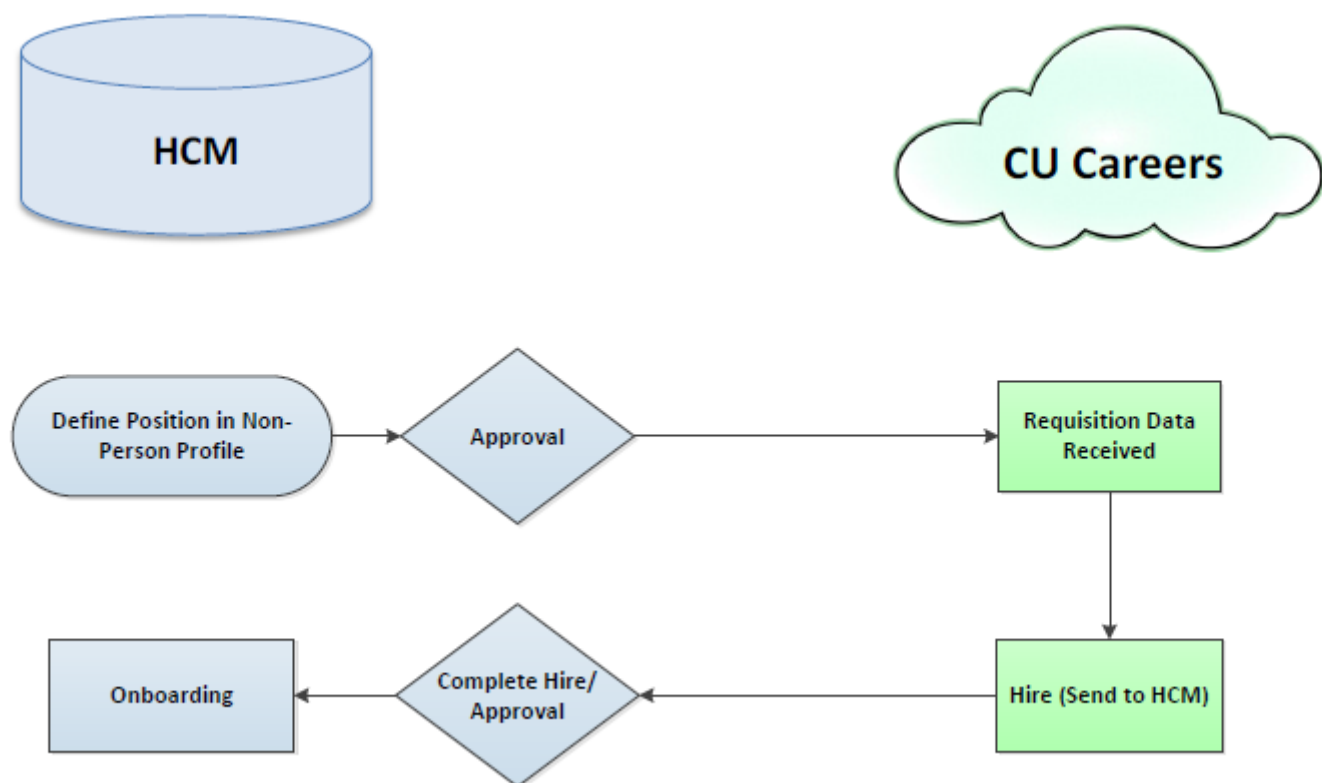 HCM
CU Careers
Define Position in Non-
Person Profile
Approval
Requisition Data
Received
Onboarding
Complete Hire/
Approval
Hire (Send to HCM)